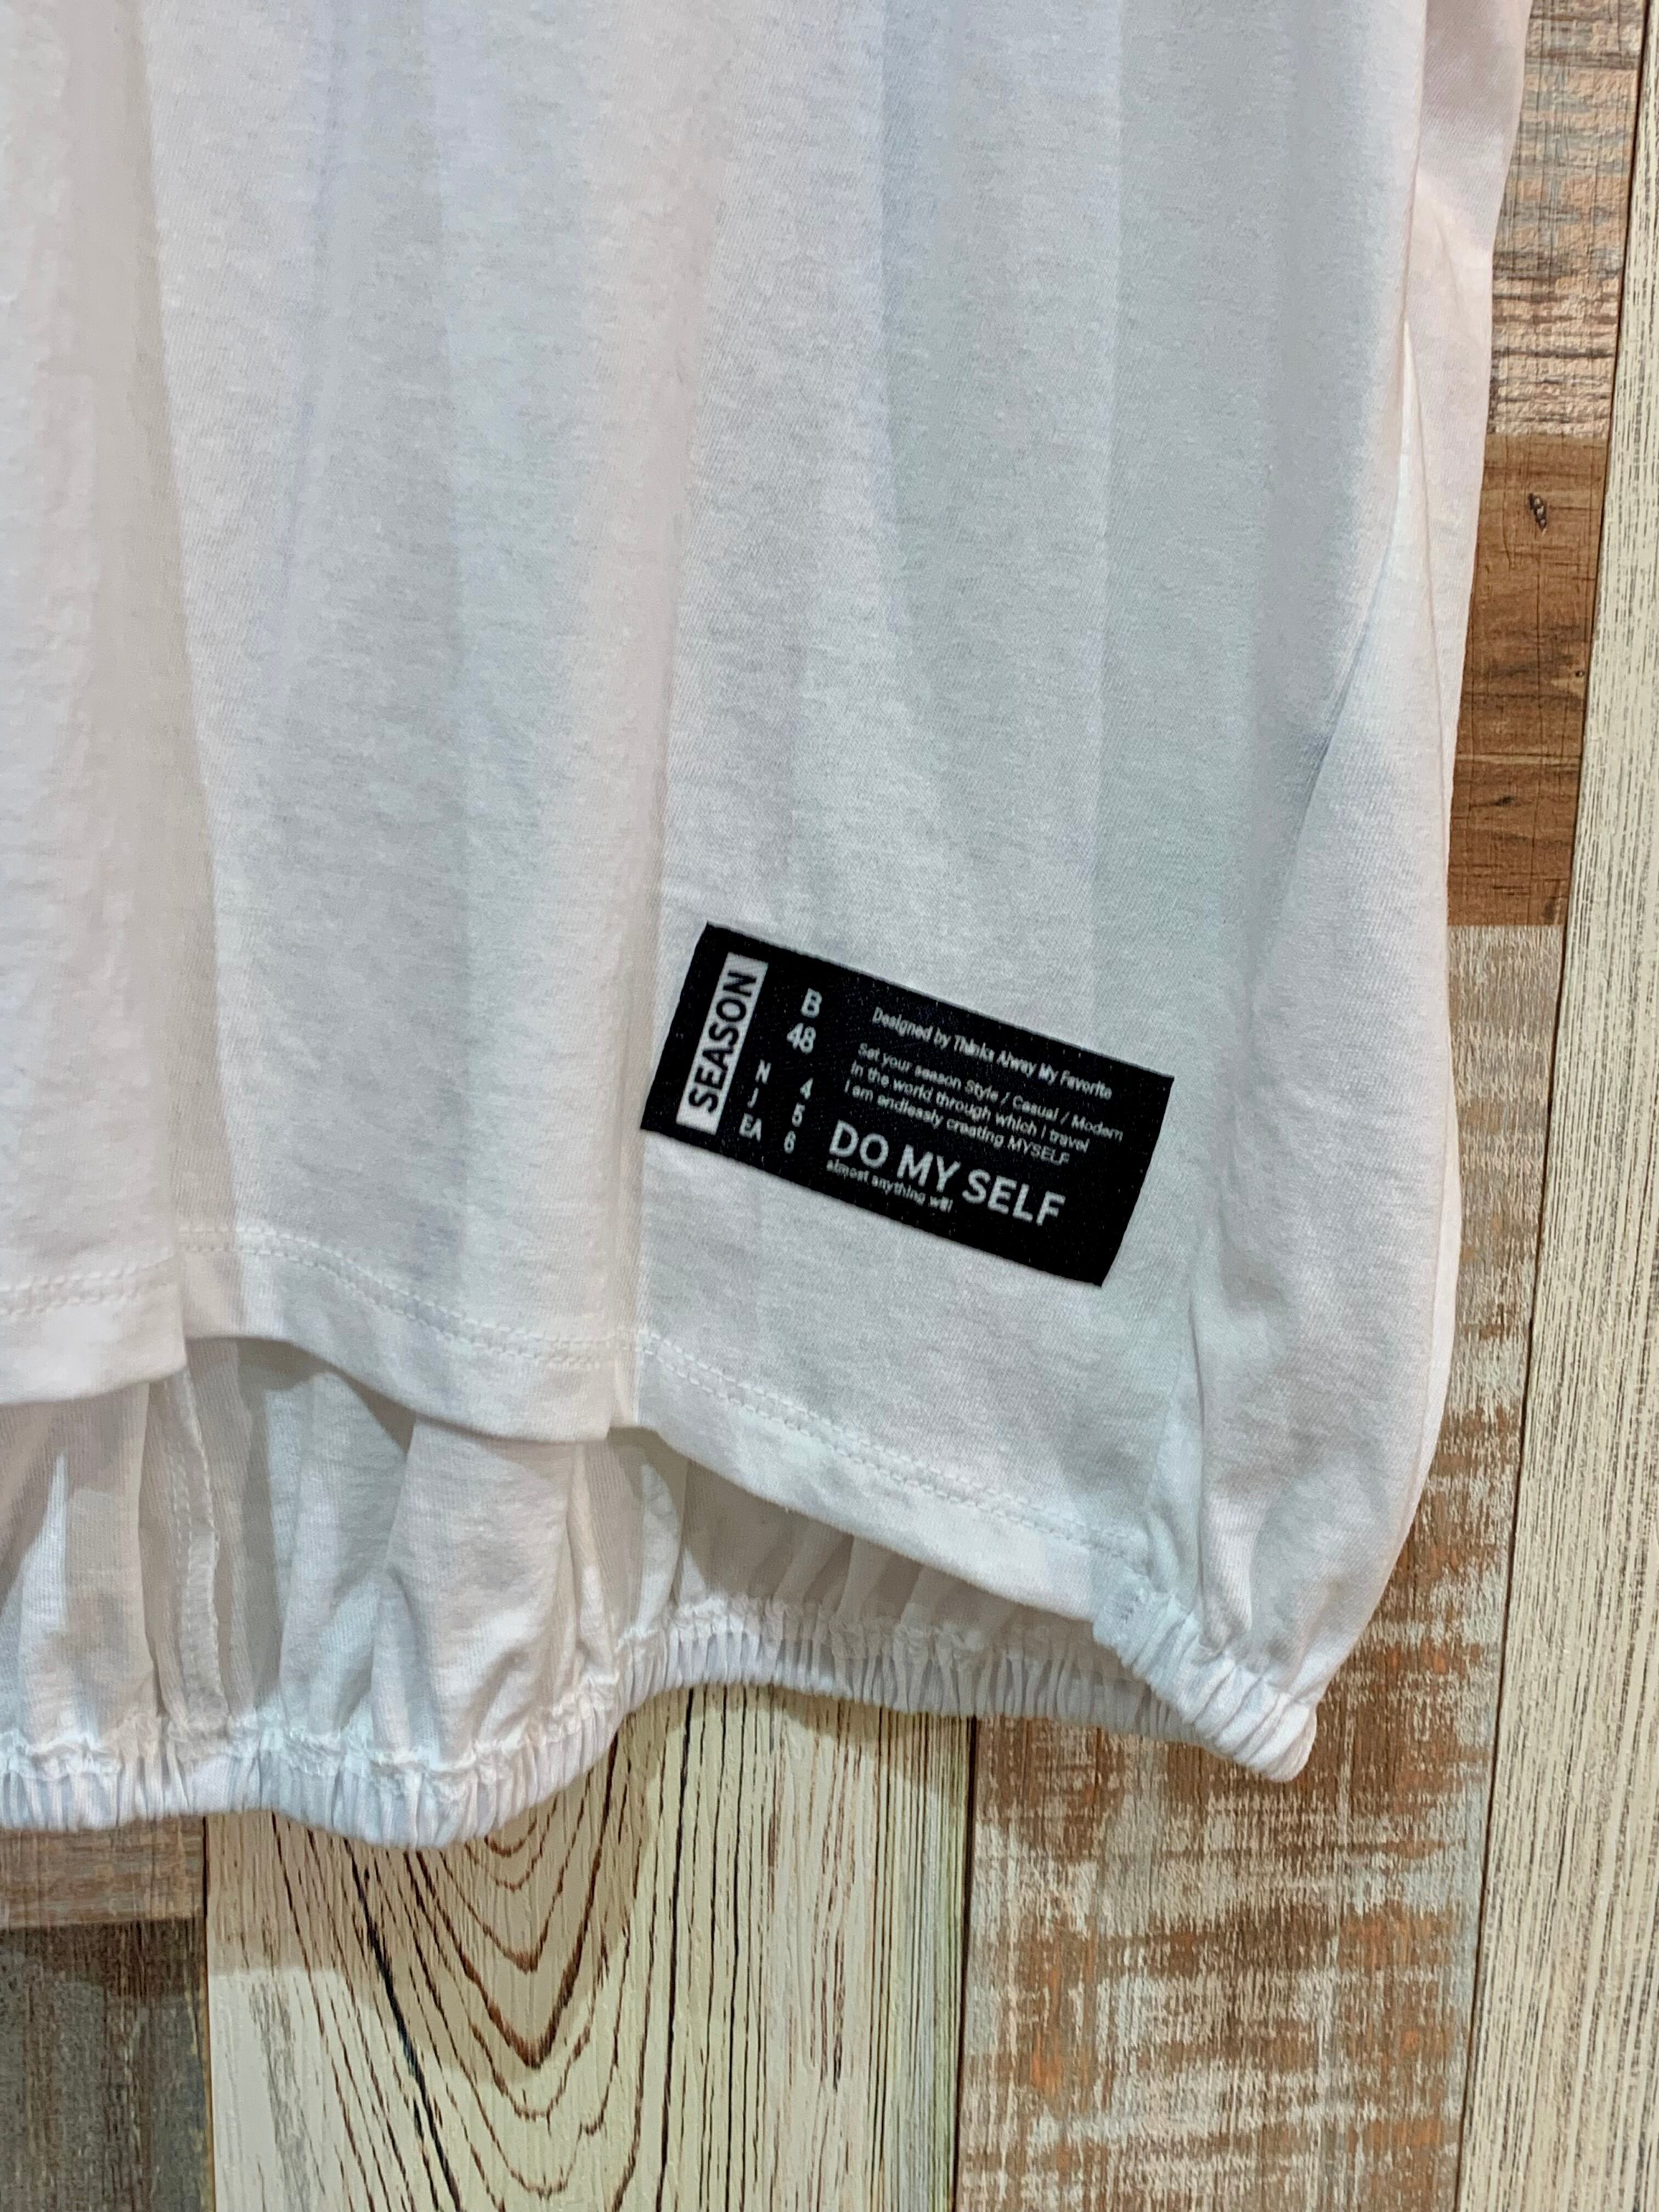 SEASON
B
48
N 4
J 5
EA 6
Designed by Thinks Alway My Favorite
Set your season Style / Casual / Modern
In the world through which I travel
I am endlessly creating MYSELF
DO MY SELF
almost anything will